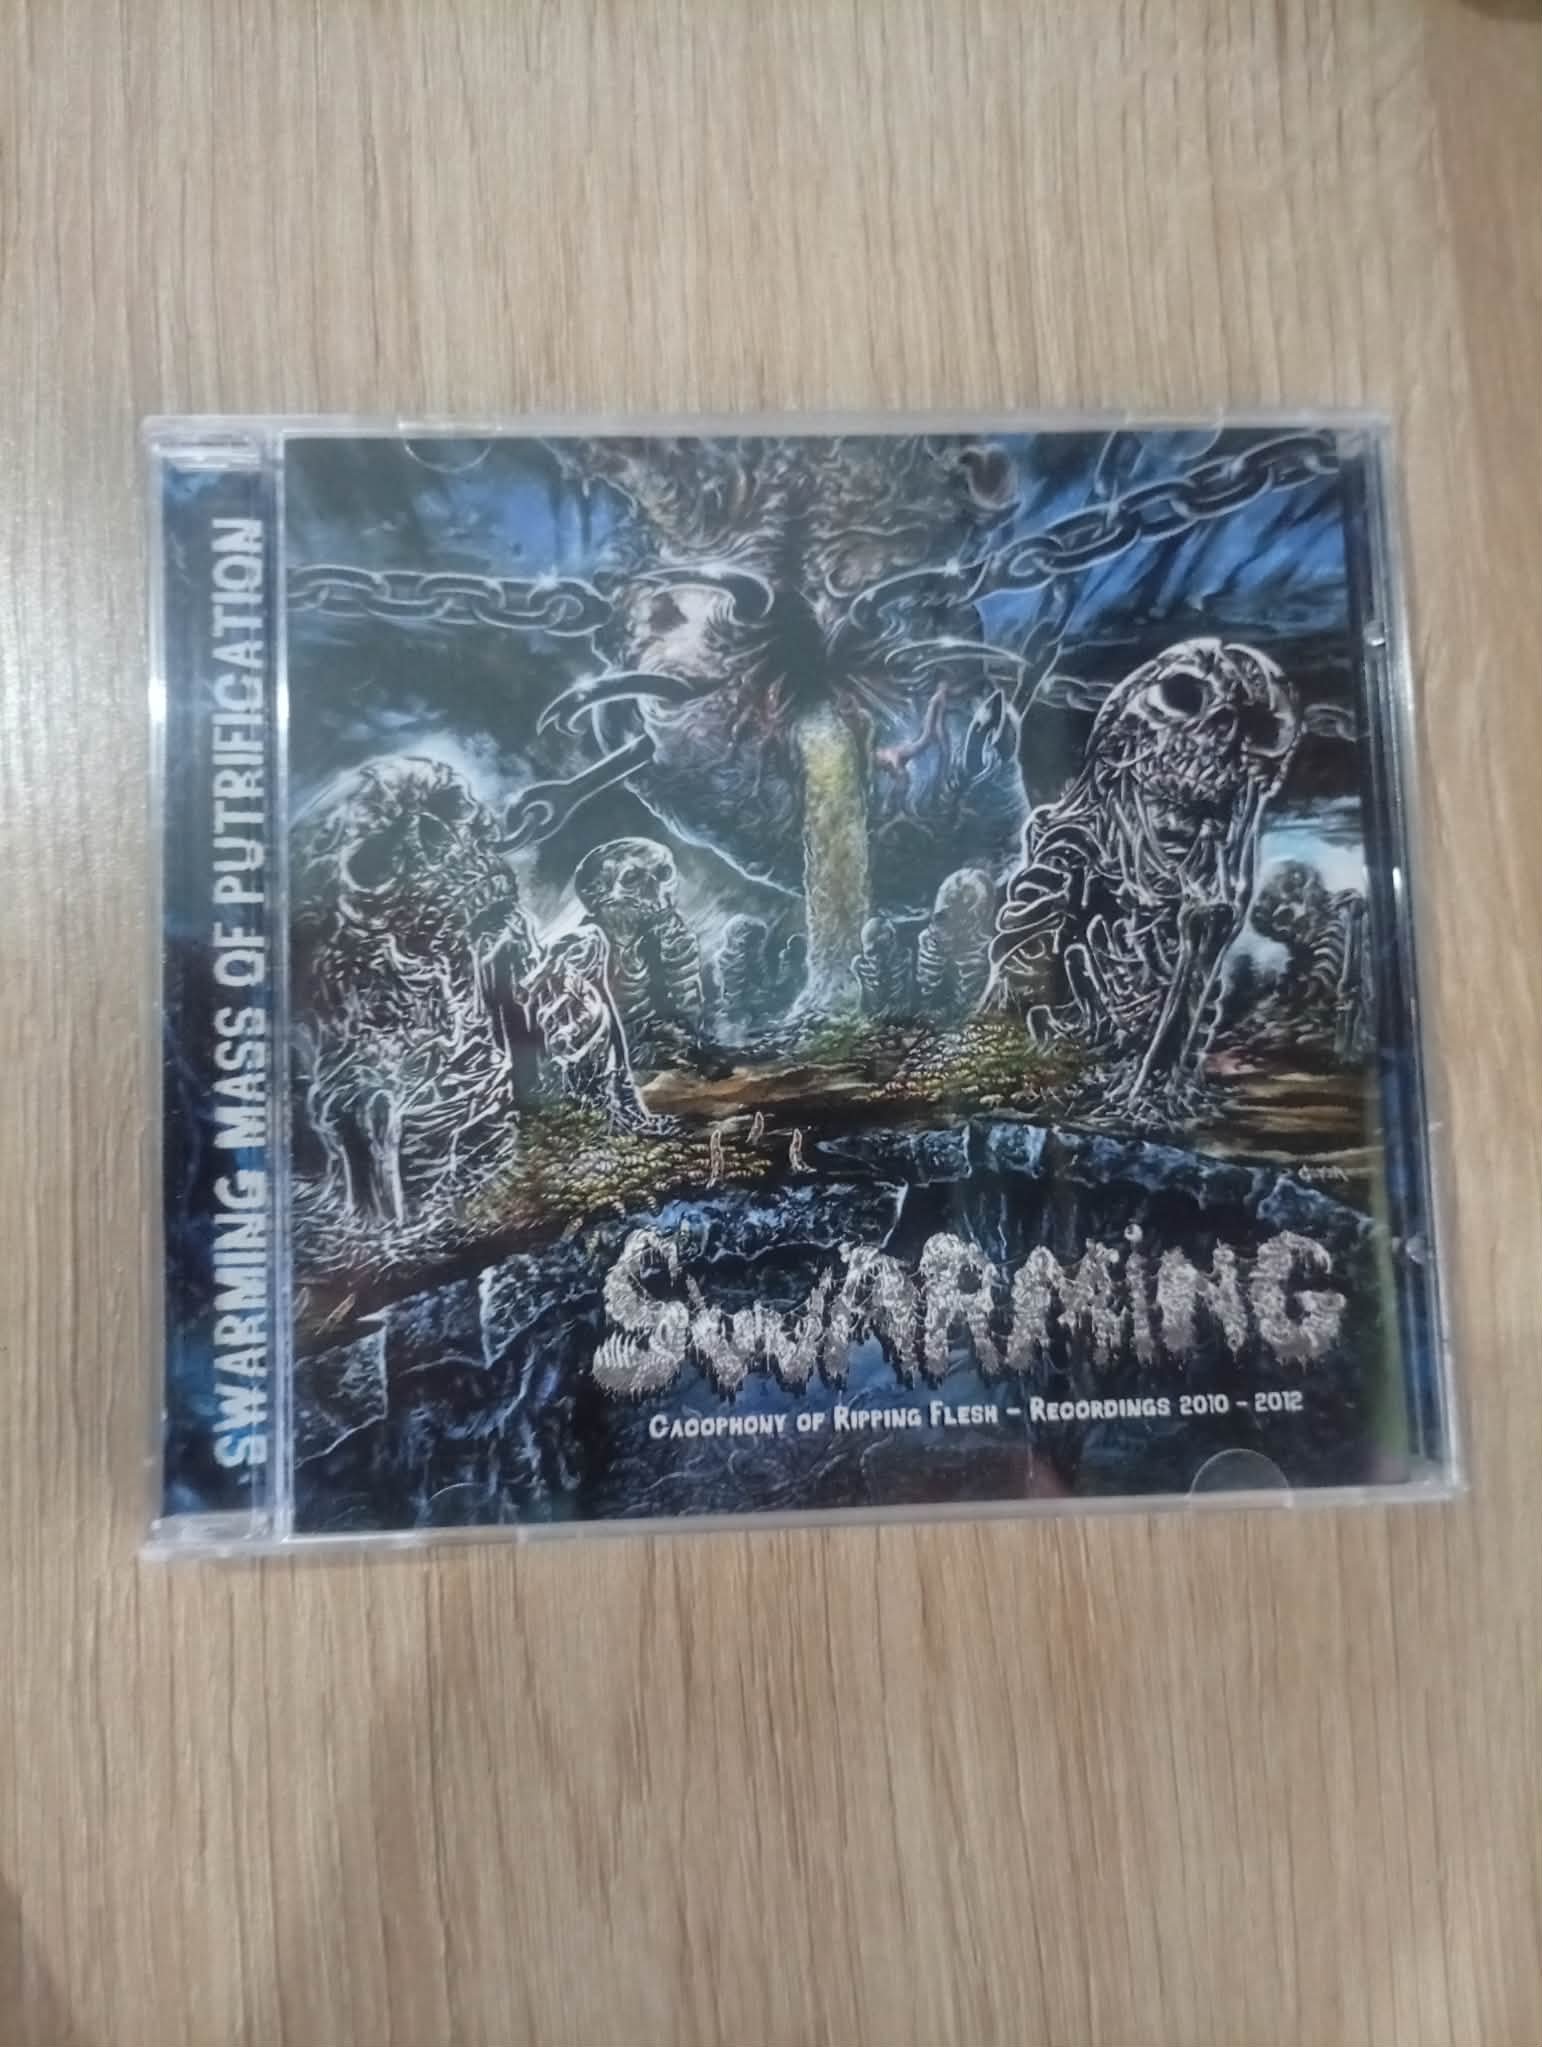 SWARMING MASS OF PUTRIFICATION
SWARMING
CACOPHONY OF RIPPING FLESH – RECORDINGS 2010 – 2012